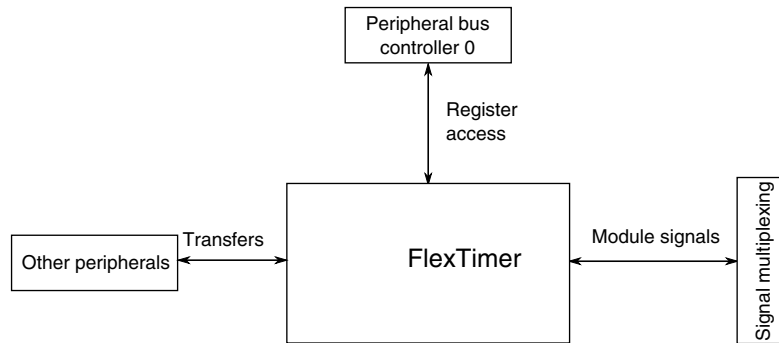 Peripheral bus
controller 0
Register
access
Transfers
Other peripherals
FlexTimer
Module signals
Signal multiplexing